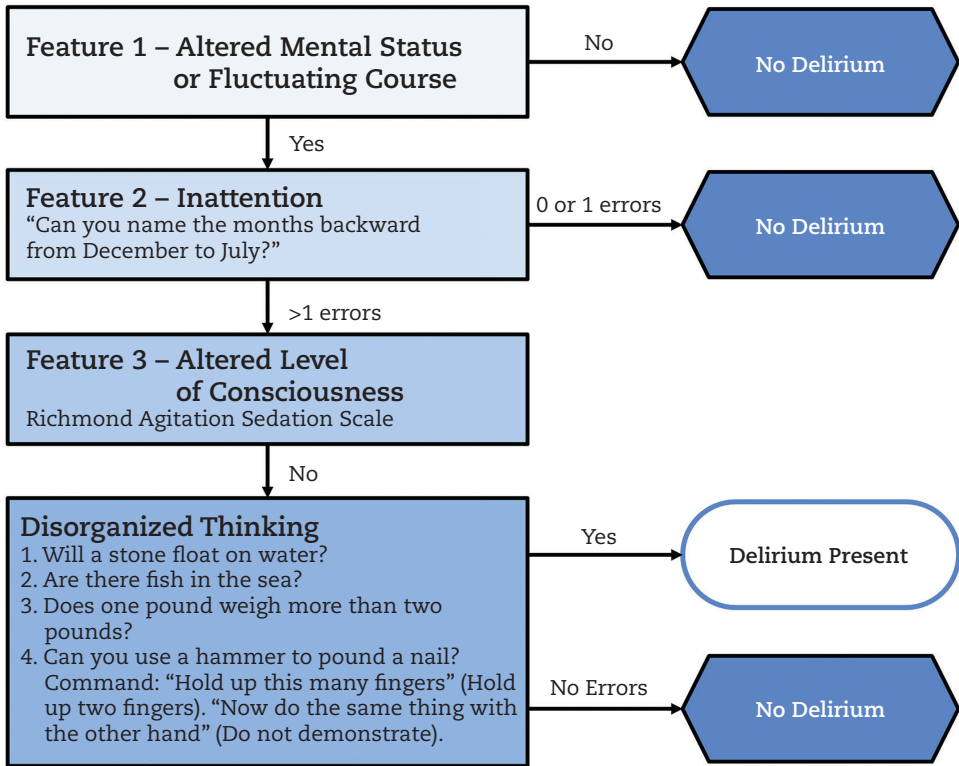 Feature 1 – Altered Mental Status
or Fluctuating Course
No
No Delirium
Yes
Feature 2 – Inattention
“Can you name the months backward
from December to July?”
0 or 1 errors
No Delirium
>1 errors
Feature 3 – Altered Level
of Consciousness
Richmond Agitation Sedation Scale
No
Disorganized Thinking
1. Will a stone float on water?
2. Are there fish in the sea?
3. Does one pound weigh more than two
pounds?
4. Can you use a hammer to pound a nail?
Command: “Hold up this many fingers” (Hold
up two fingers). “Now do the same thing with
the other hand” (Do not demonstrate).
Yes
Delirium Present
No Errors
No Delirium